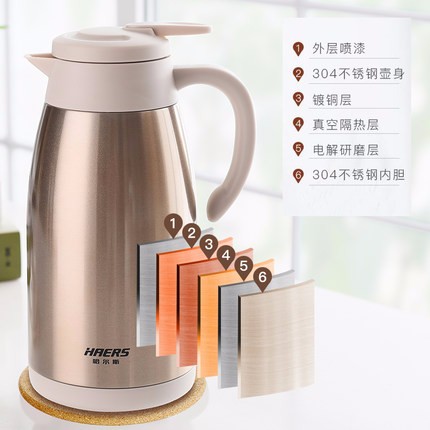 1 外层喷漆
2 304不锈钢壶身
3 镀铜层
4 真空隔热层
5 电解研磨层
6 304不锈钢内胆
1
2
3
4
5
6
HAERS
哈尔斯